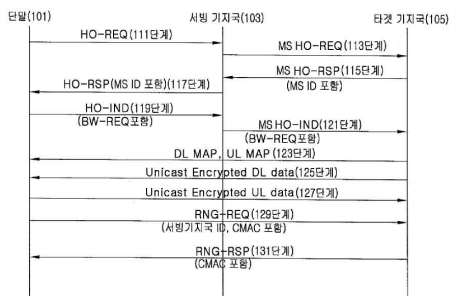 단말(101) 서빙 기지국(103) 타겟 기지국(105)
HO-REQ(111단계)
MS HO-REQ(113단계)
MS HO-RSP(115단계)
(MS ID 포함)
HO-RSP(MS ID 포함)(117단계)
HO-IND(119단계)
(BW-REQ포함)
MS HO-IND(121단계)
(BW-REQ포함)
DL MAP, UL MAP(123단계)
Unicast Encrypted DL data(125단계)
Unicast Encrypted UL data(127단계)
RNG-REQ(129단계)
(서빙기지국 ID, CMAC 포함)
RNG-RSP(131단계)
(CMAC 포함)